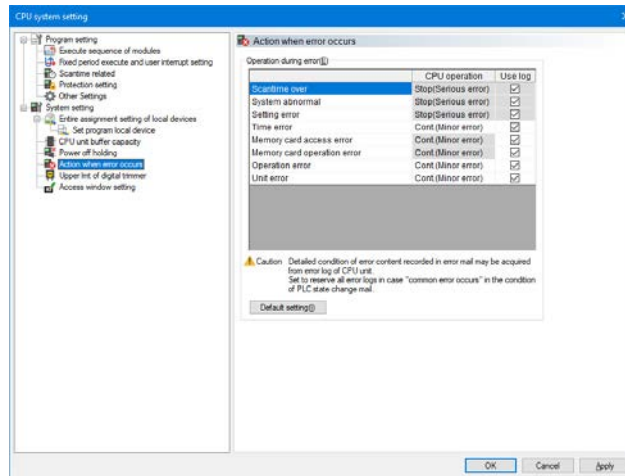 CPU system setting
Program setting
Execute sequence of modules
Fixed period execute and user interrupt setting
Scantime related
Protection setting
Other Settings
System setting
Entire assignment setting of local devices
Set program local device
CPU unit buffer capacity
Power off holding
Action when error occurs
Upper lmt of digital trimmer
Access window setting
Action when error occurs
Operation during error(E)
CPU operation Use log
Scantime over Stop(Serious error)
System abnormal Stop(Serious error)
Setting error Stop(Serious error)
Time error Cont.(Minor error)
Memory card access error Cont.(Minor error)
Memory card operation error Cont.(Minor error)
Operation error Cont.(Minor error)
Unit error Cont.(Minor error)
Caution Detailed condition of error content recorded in error mail may be acquired
from error log of CPU unit.
Set to reserve all error logs in case "common error occurs" in the condition
of PLC state change mail.
Default setting(I)
OK Cancel Apply